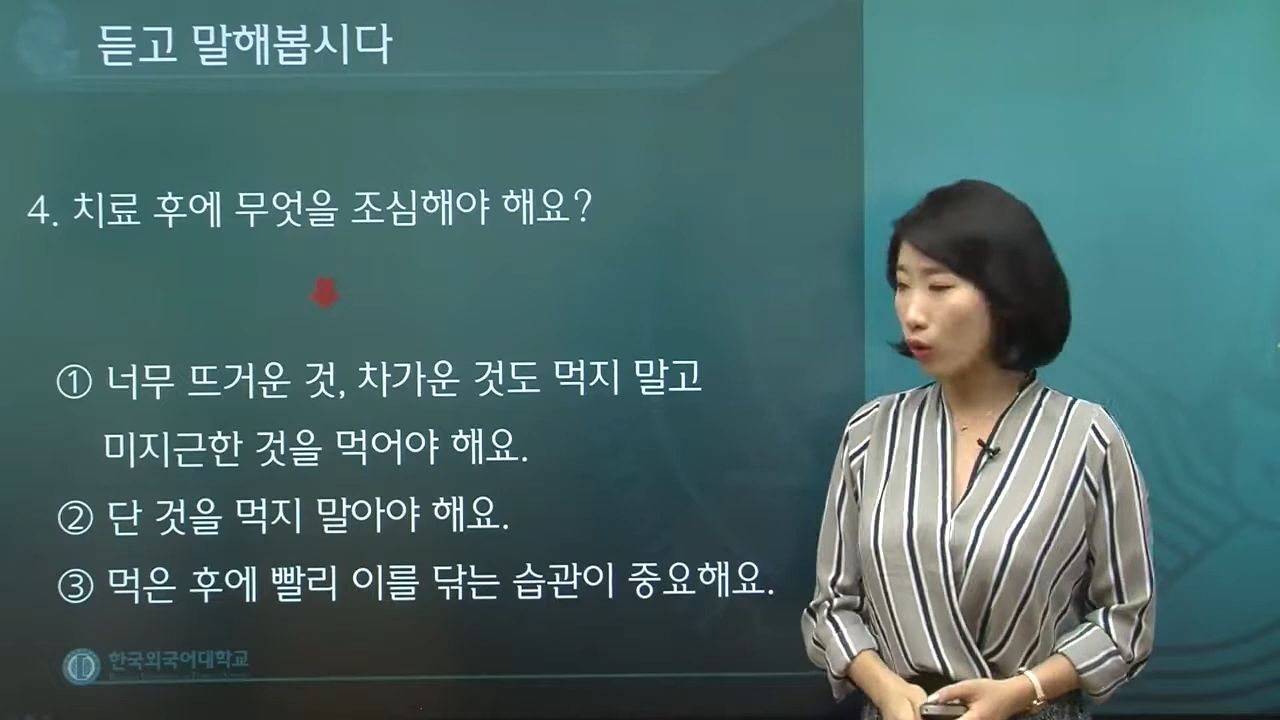 듣고 말해봅시다
4. 치료 후에 무엇을 조심해야 해요?
① 너무 뜨거운 것, 차가운 것도 먹지 말고
미지근한 것을 먹어야 해요.
② 단 것을 먹지 말아야 해요.
③ 먹은 후에 빨리 이를 닦는 습관이 중요해요.
한국외국어대학교